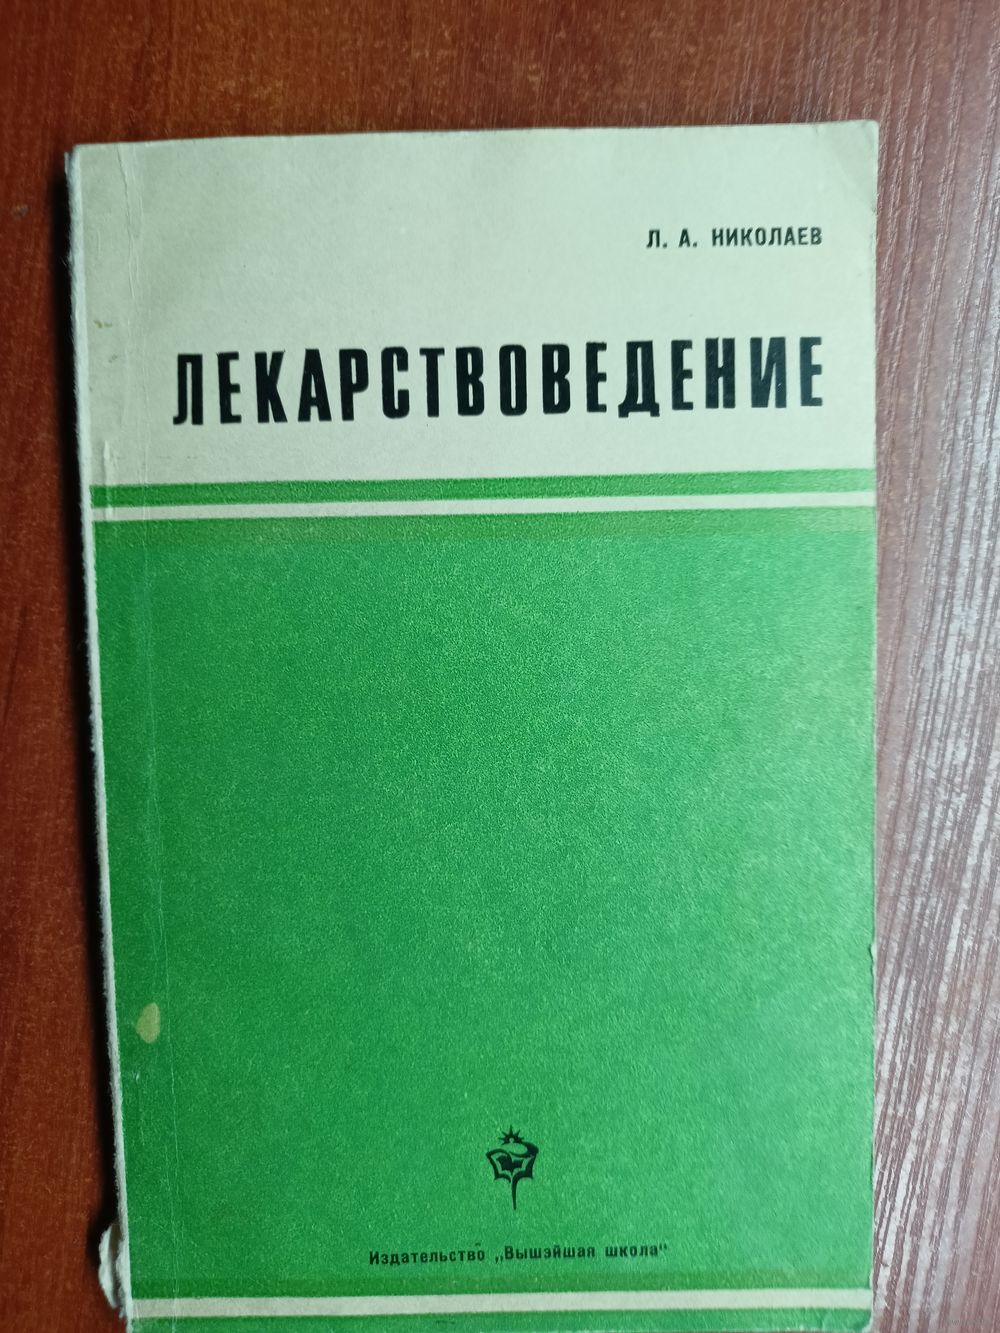 Л. А. НИКОЛАЕВ
ЛЕКАРСТВОВЕДЕНИЕ
Издательство „Вышэйшая школа"